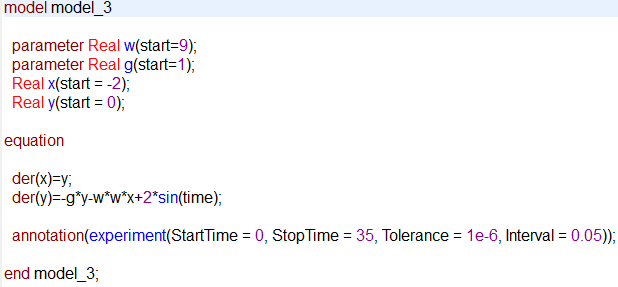 model model_3
parameter Real w(start=9);
parameter Real g(start=1);
Real x(start = -2);
Real y(start = 0);
equation
der(x)=y;
der(y)=-g*y-w*w*x+2*sin(time);
annotation(experiment(StartTime = 0, StopTime = 35, Tolerance = 1e-6, Interval = 0.05));
end model_3;